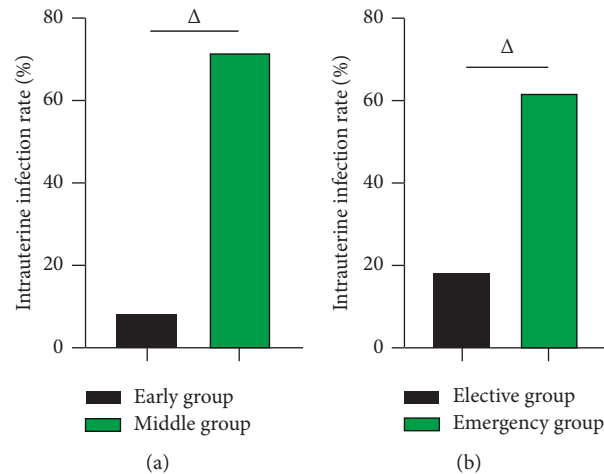 Δ
80
60
40
20
0
Intrauterine infection rate (%)
Early group
Middle group
(a)
Δ
80
60
40
20
0
Intrauterine infection rate (%)
Elective group
Emergency group
(b)